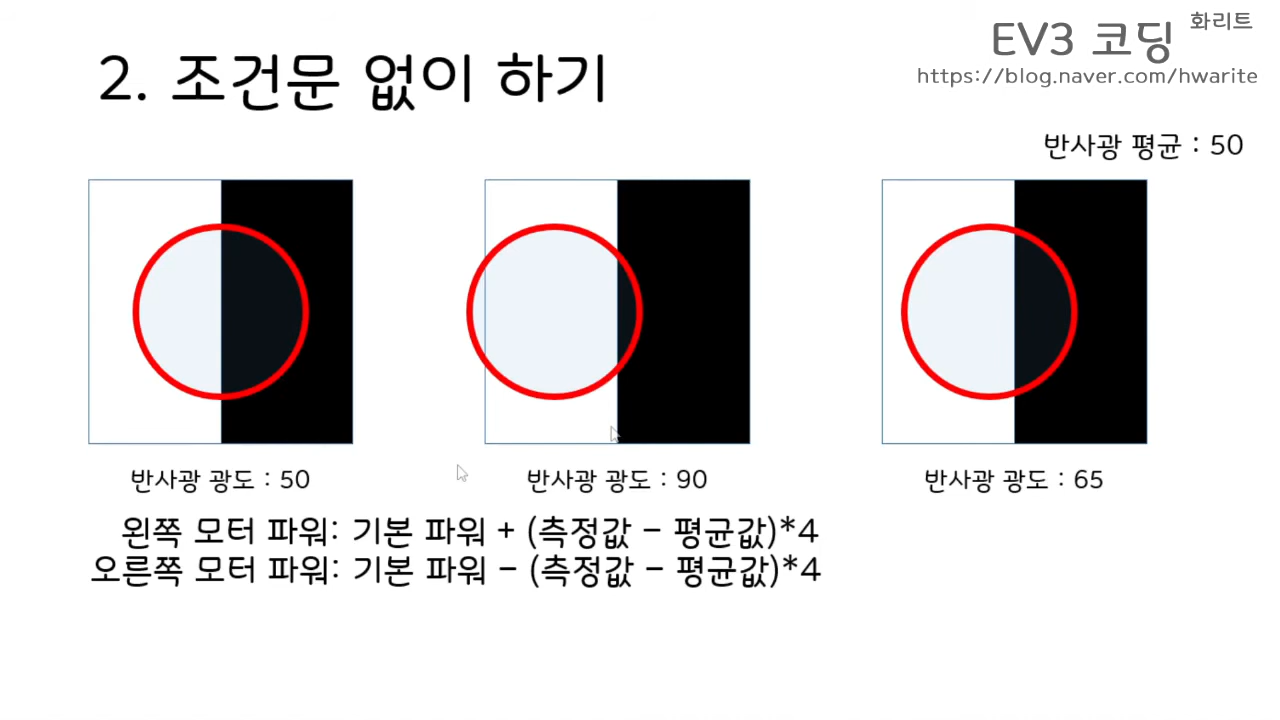 EV3 코딩 화리트
https://blog.naver.com/hwarite
2. 조건문 없이 하기
반사광 평균 : 50
반사광 광도 : 50
반사광 광도 : 90
반사광 광도 : 65
왼쪽 모터 파워: 기본 파워 + (측정값 - 평균값)*4
오른쪽 모터 파워: 기본 파워 - (측정값 - 평균값)*4